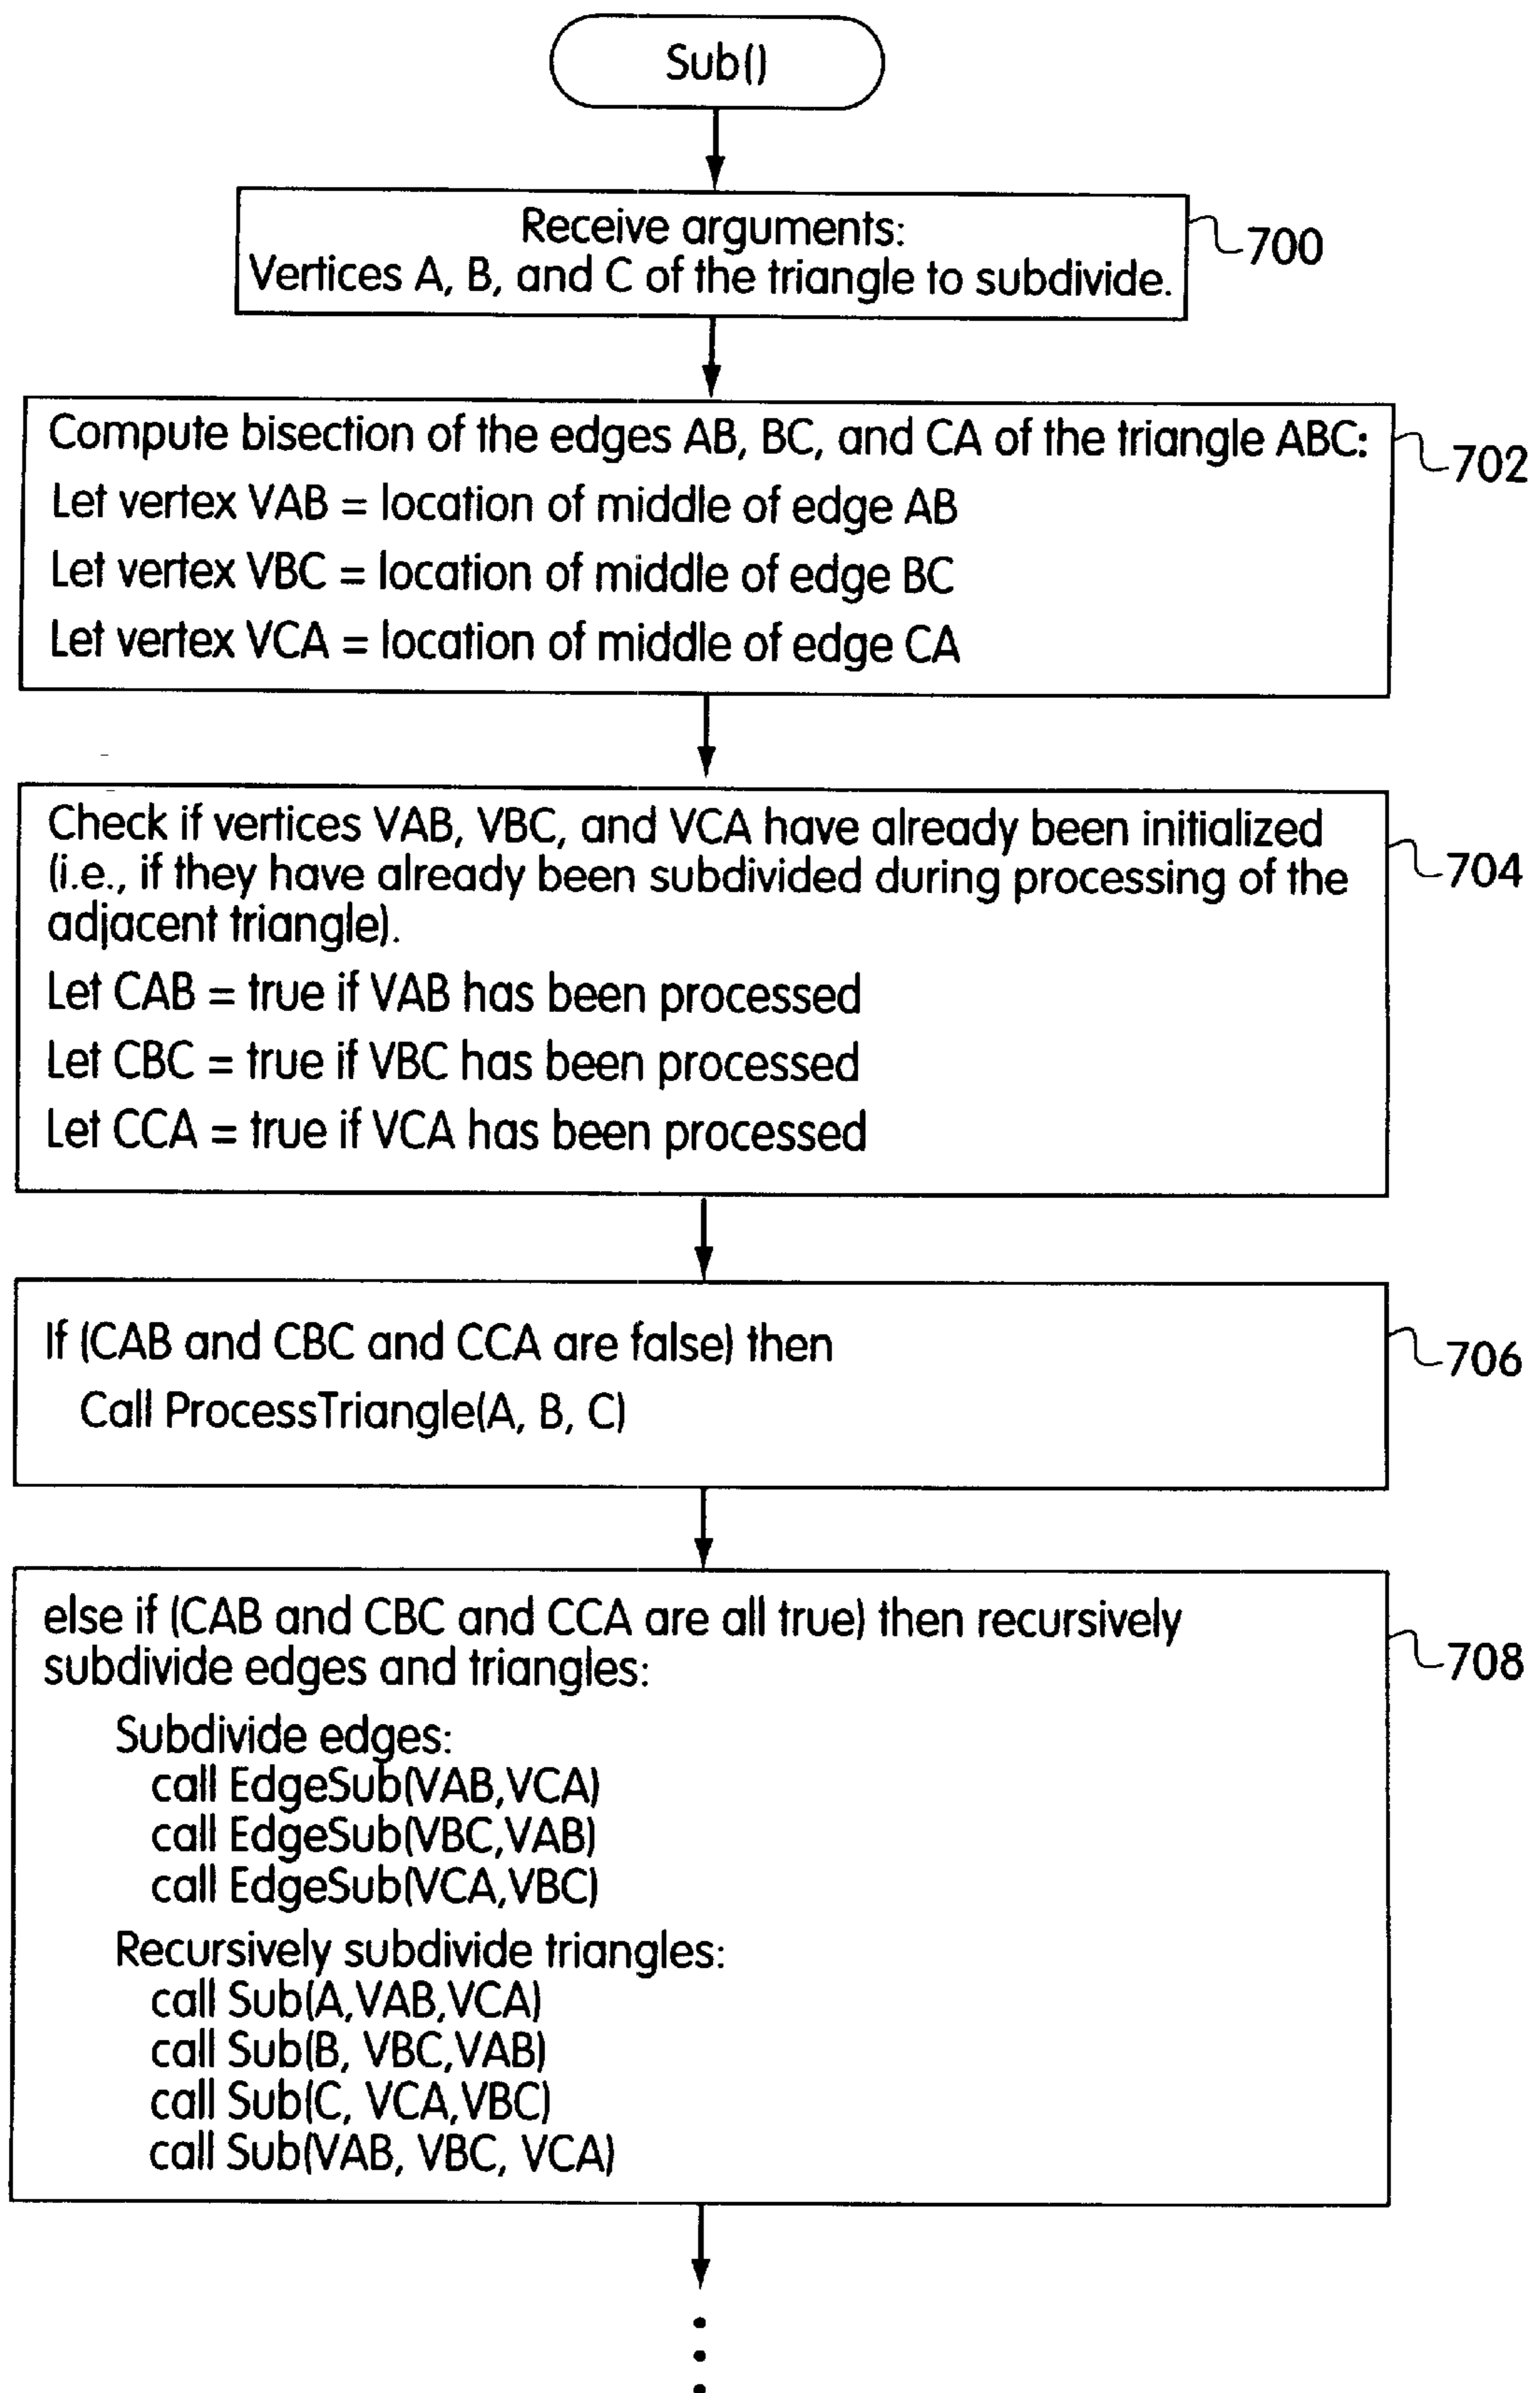 Sub()
Receive arguments:
Vertices A, B, and C of the triangle to subdivide.
700
Compute bisection of the edges AB, BC, and CA of the triangle ABC:
702
Let vertex VAB = location of middle of edge AB
Let vertex VBC = location of middle of edge BC
Let vertex VCA = location of middle of edge CA
Check if vertices VAB, VBC, and VCA have already been initialized
(i.e., if they have already been subdivided during processing of the
704
adjacent triangle).
Let CAB = true if VAB has been processed
Let CBC = true if VBC has been processed
Let CCA = true if VCA has been processed
If (CAB and CBC and CCA are false) then
706
Call ProcessTriangle(A, B, C)
else if (CAB and CBC and CCA are all true) then recursively
subdivide edges and triangles:
708
Subdivide edges:
call EdgeSub(VAB,VCA)
call EdgeSub(VBC,VAB)
call EdgeSub(VCA,VBC)
Recursively subdivide triangles:
call Sub(A,VAB,VCA)
call Sub(B, VBC,VAB)
call Sub(C, VCA,VBC)
call Sub(VAB, VBC, VCA)